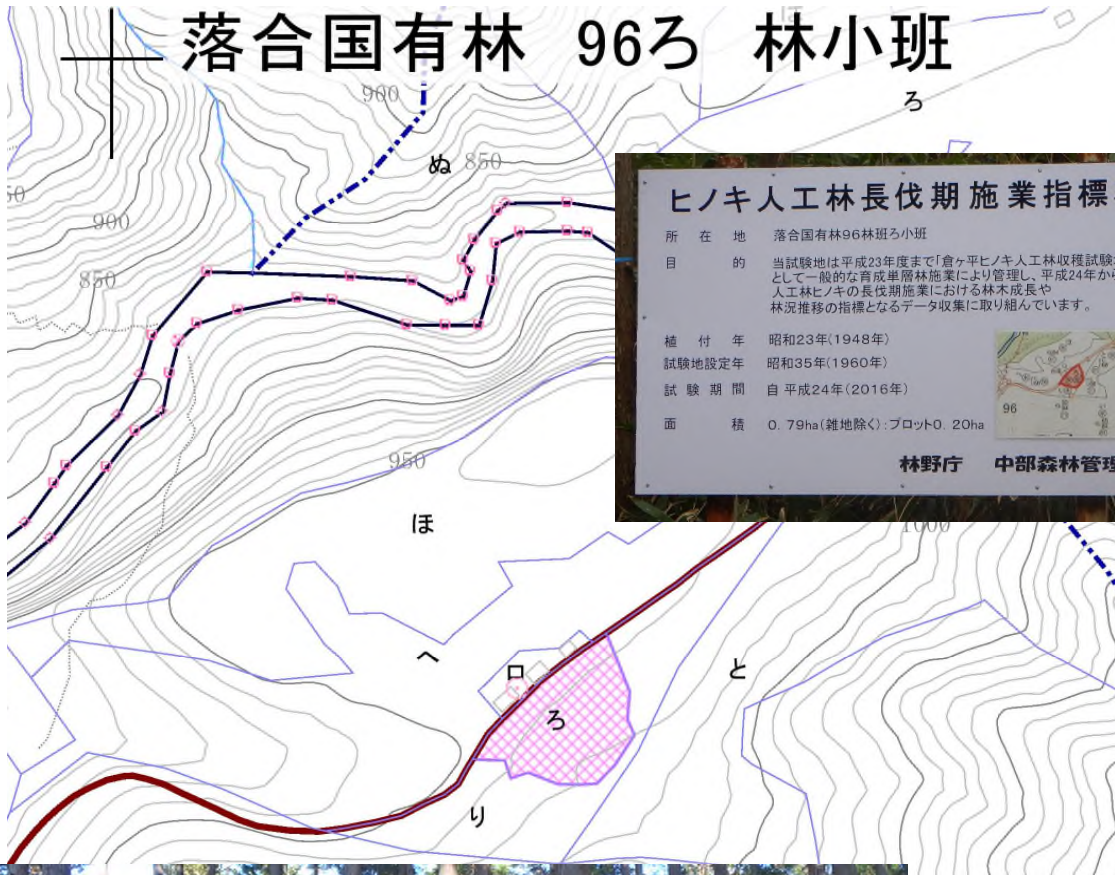 落合国有林 96ろ 林小班
ほ
ろ
900
ぬ
850
50
900
850
ヒノキ人工林長伐期施業指標
所在地 落合国有林96林班ろ小班
目的 当試験地は平成23年度まで「倉ヶ平ヒノキ人工林収穫試験
として一般的な育成単層林施業により管理し、平成24年から
人工林ヒノキの長伐期施業における林木成長や
林況推移の指標となるデータ収集に取り組んでいます。
植付年 昭和23年(1948年)
試験地設定年 昭和35年(1960年)
試験期間 自 平成24年(2016年)
96
面積 0.79ha(雑地除く):プロット0.20ha
林野庁 中部森林管理
950
ほ
1000
へ
ロ
と
ろ
り